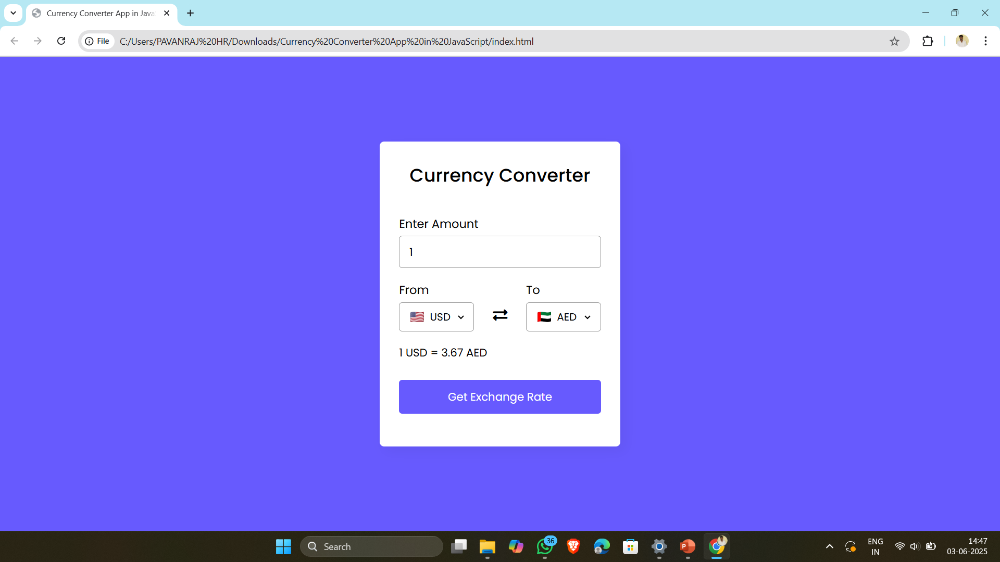 Currency Converter App in Java
File
C:/Users/PAVANRAJ%20HR/Downloads/Currency%20Converter%20App%20in%20JavaScript/index.html
Currency Converter
Enter Amount
1
From
To
USD
AED
1 USD = 3.67 AED
Get Exchange Rate
Search
36
P
ENG
IN
14:47
03-06-2025